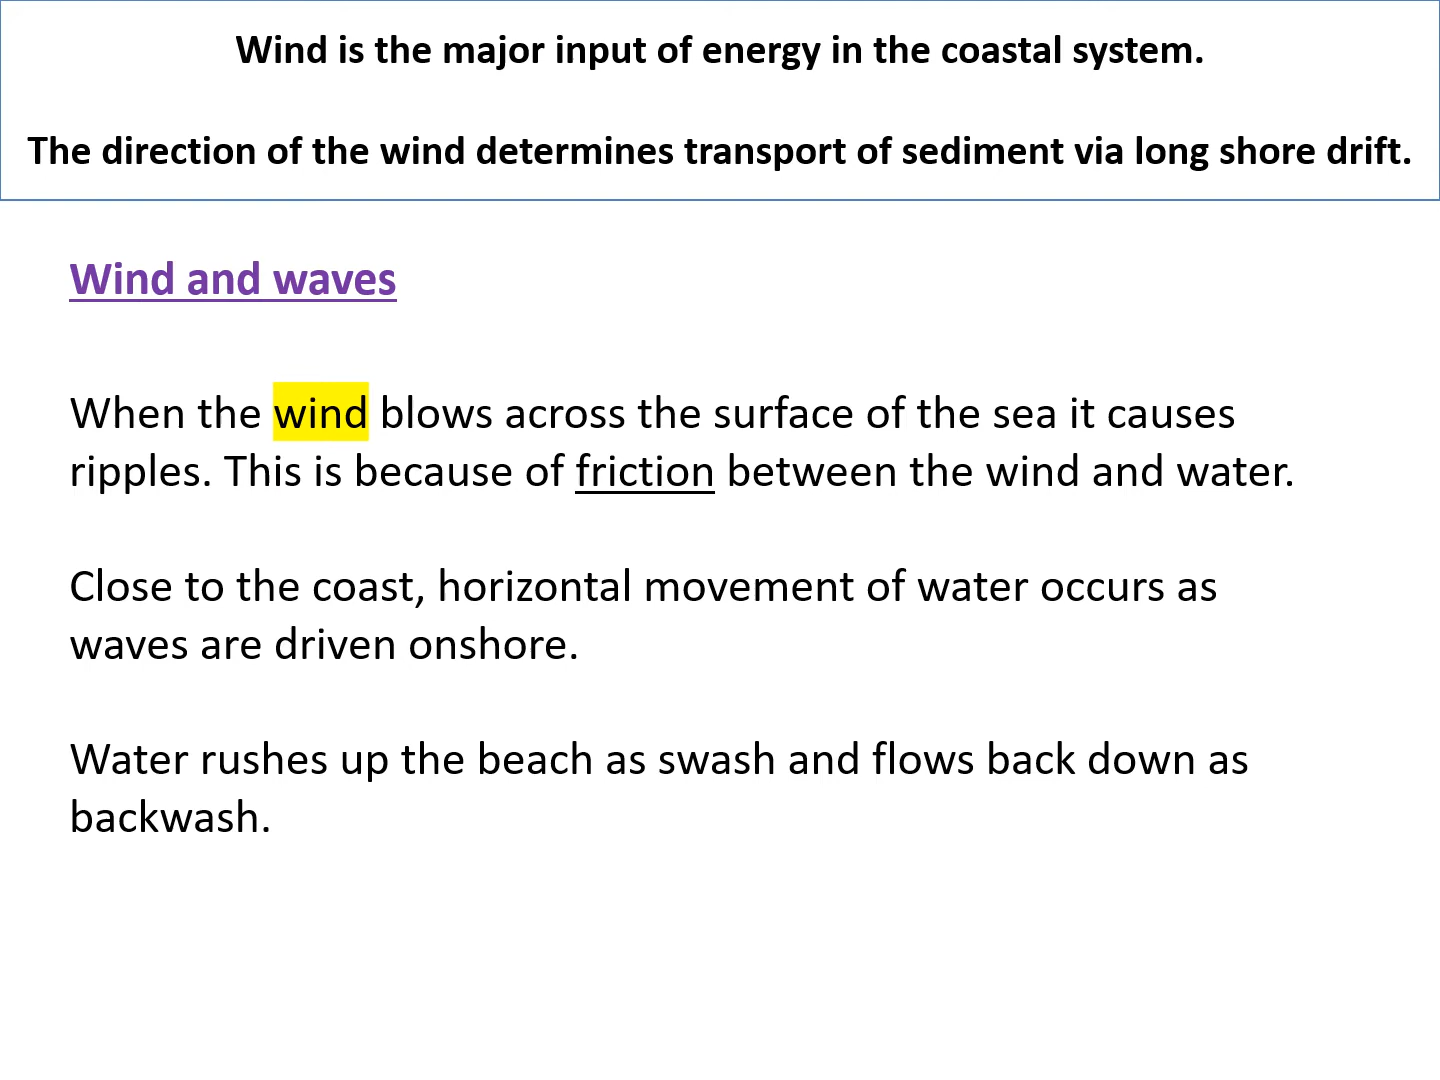 Wind is the major input of energy in the coastal system.
The direction of the wind determines transport of sediment via long shore drift.
Wind and waves
When the wind blows across the surface of the sea it causes
ripples. This is because of friction between the wind and water.
Close to the coast, horizontal movement of water occurs as
waves are driven onshore.
Water rushes up the beach as swash and flows back down as
backwash.